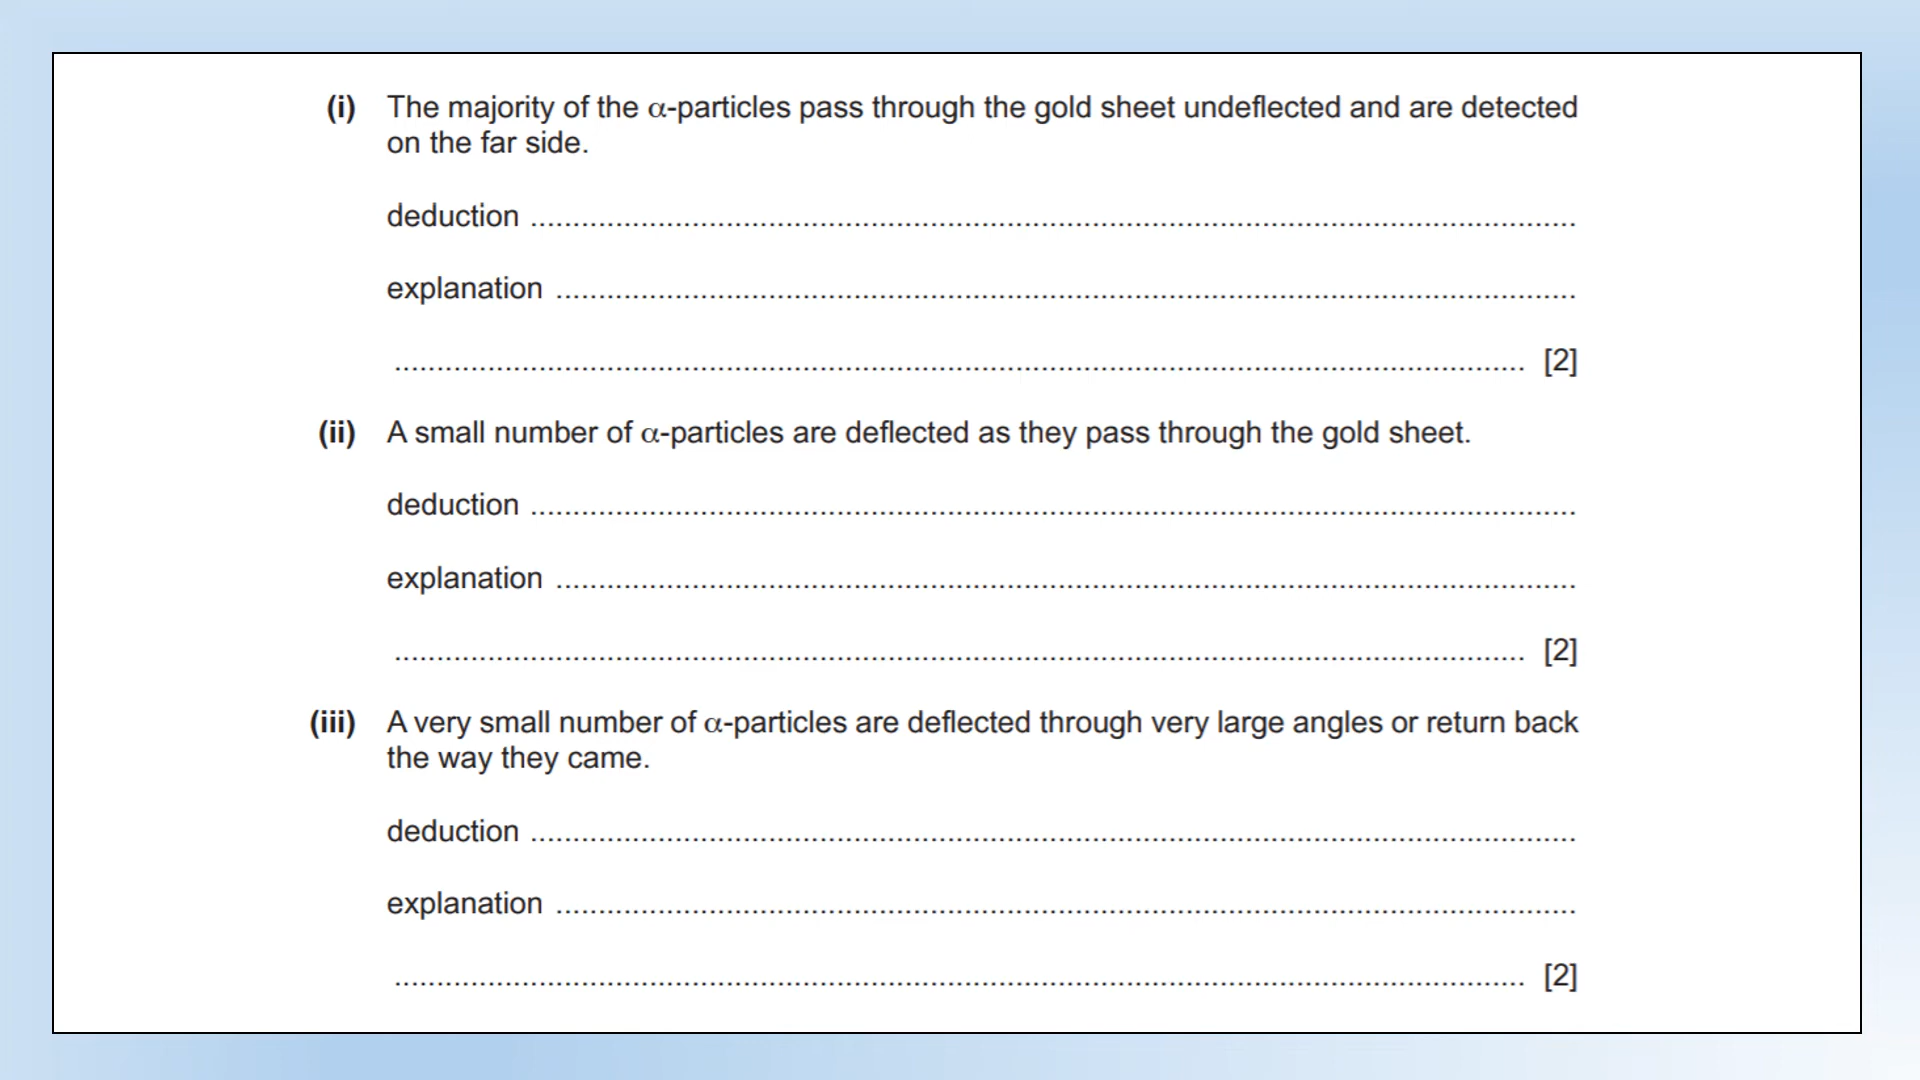 (i) The majority of the α-particles pass through the gold sheet undeflected and are detected
on the far side.
deduction ..........................................................................................................................
explanation .......................................................................................................................
.................................................................................................................................... [2]
(ii) A small number of α-particles are deflected as they pass through the gold sheet.
deduction ..........................................................................................................................
explanation .......................................................................................................................
.................................................................................................................................... [2]
(iii) A very small number of α-particles are deflected through very large angles or return back
the way they came.
deduction ..........................................................................................................................
explanation .......................................................................................................................
.................................................................................................................................... [2]